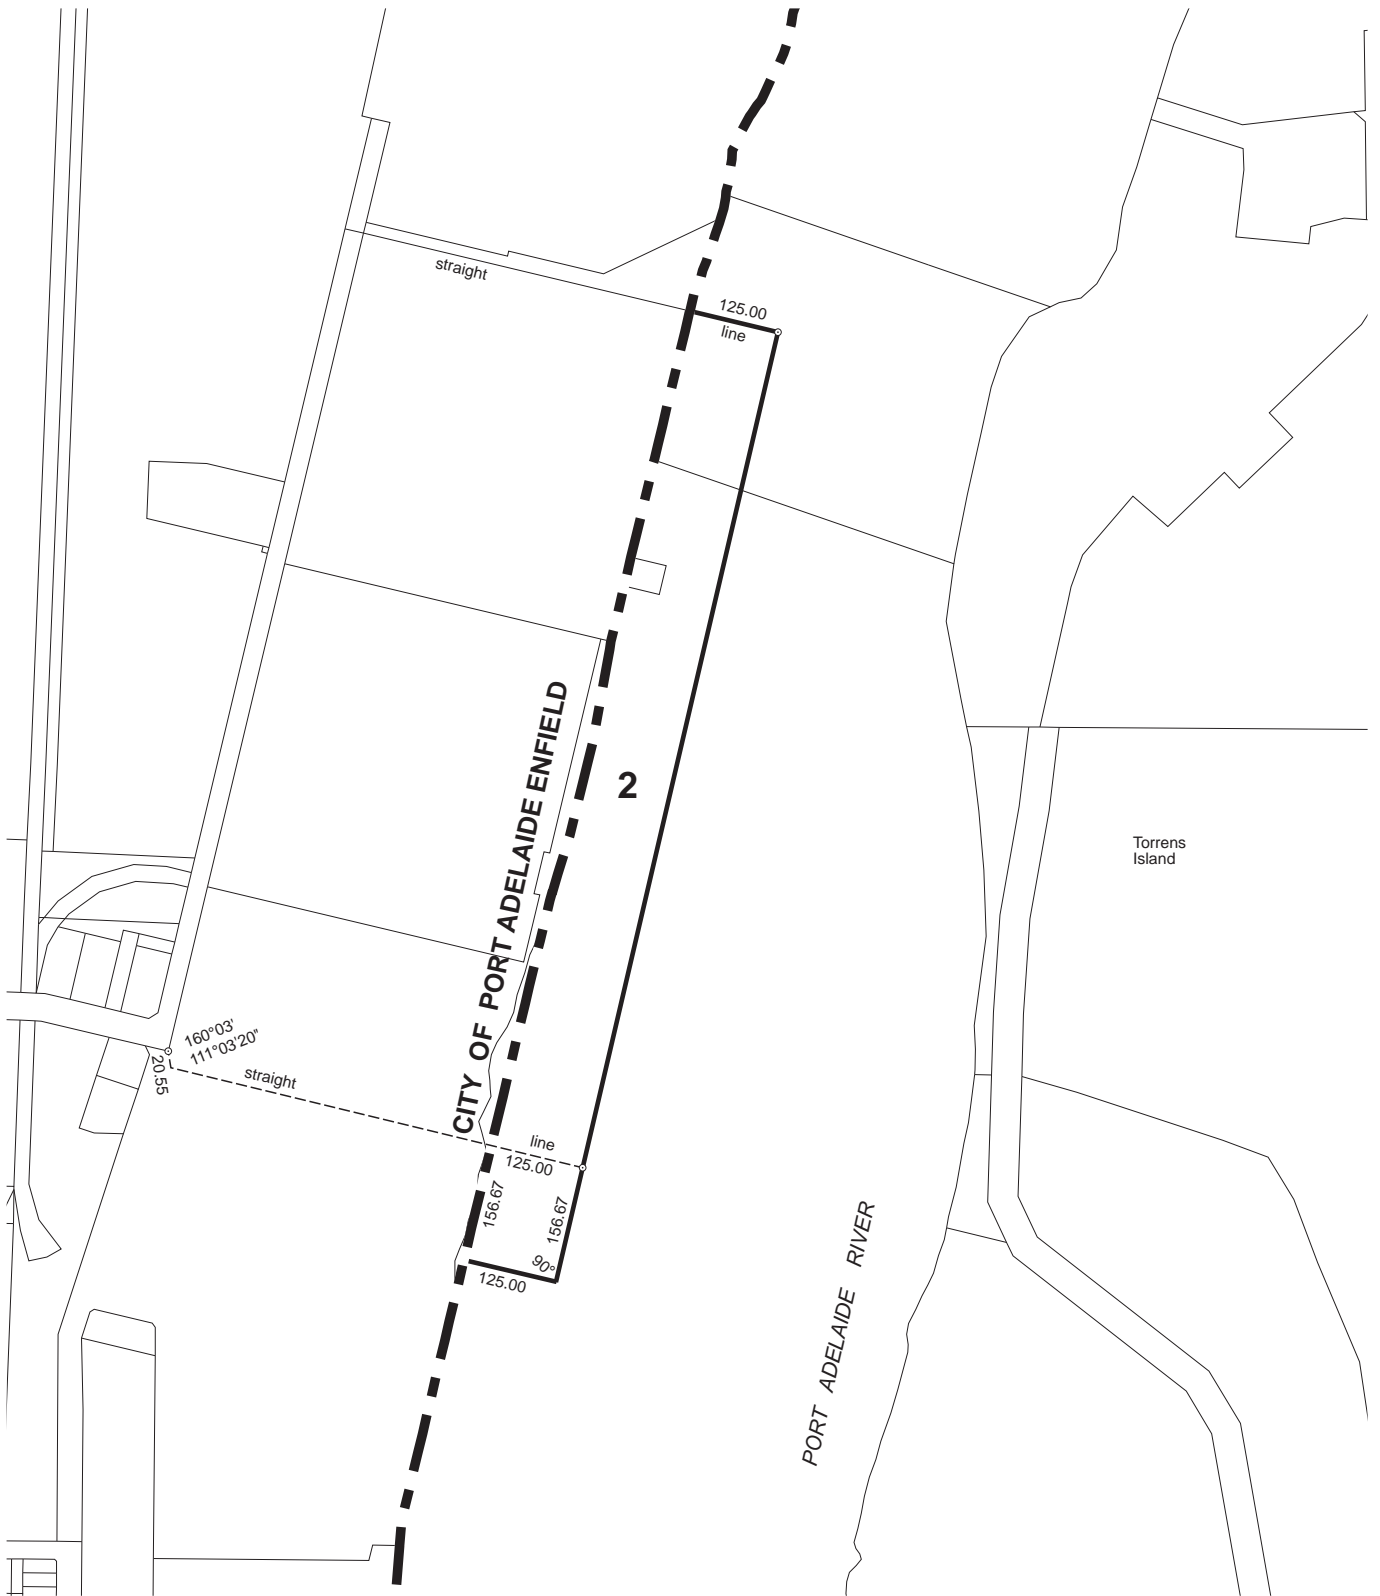 straight
125.00
line
CITY OF PORT ADELAIDE ENFIELD
2
Torrens
Island
160°03'
111°03'20"
20.55
straight
line
125.00
156.67
156.67
90°
125.00
PORT ADELAIDE RIVER